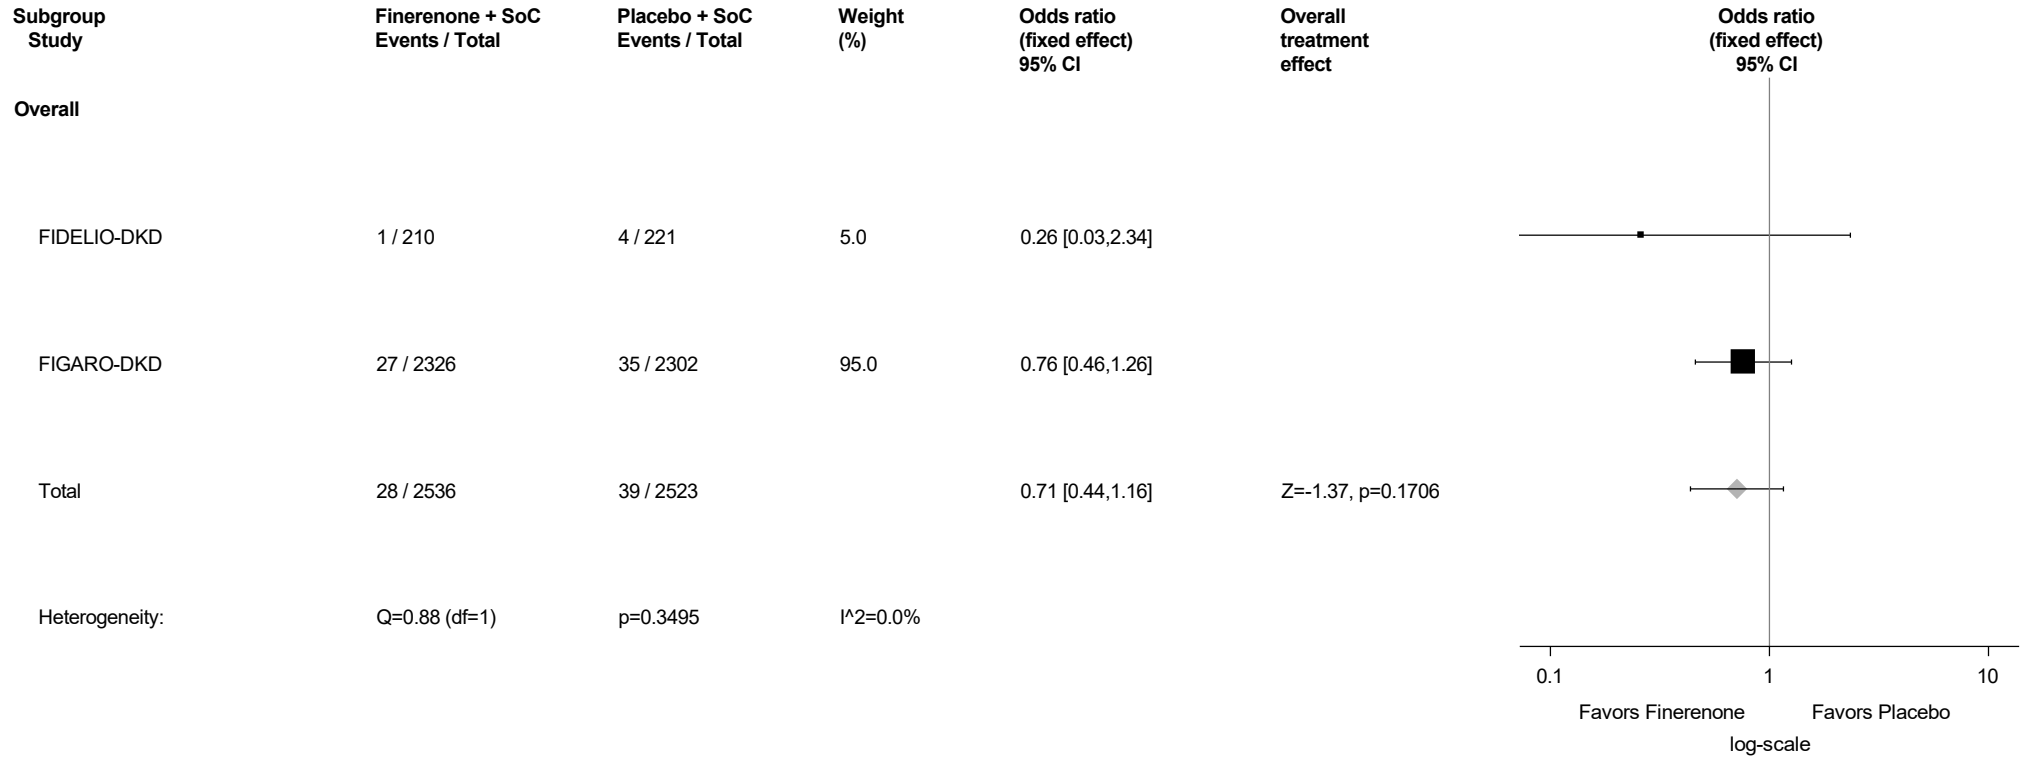 Subgroup Finerenone + SoC Placebo + SoC Weight Odds ratio Overall Odds ratio
Study Events / Total Events / Total (%) (fixed effect) treatment (fixed effect)
95% CI effect 95% CI
Overall
FIDELIO-DKD 1 / 210 4 / 221 5.0 0.26 [0.03,2.34]
FIGARO-DKD 27 / 2326 35 / 2302 95.0 0.76 [0.46,1.26]
Total 28 / 2536 39 / 2523 0.71 [0.44,1.16] Z=-1.37, p=0.1706
Heterogeneity: Q=0.88 (df=1) p=0.3495 I^2=0.0%
0.1 1 10
Favors Finerenone Favors Placebo
log-scale